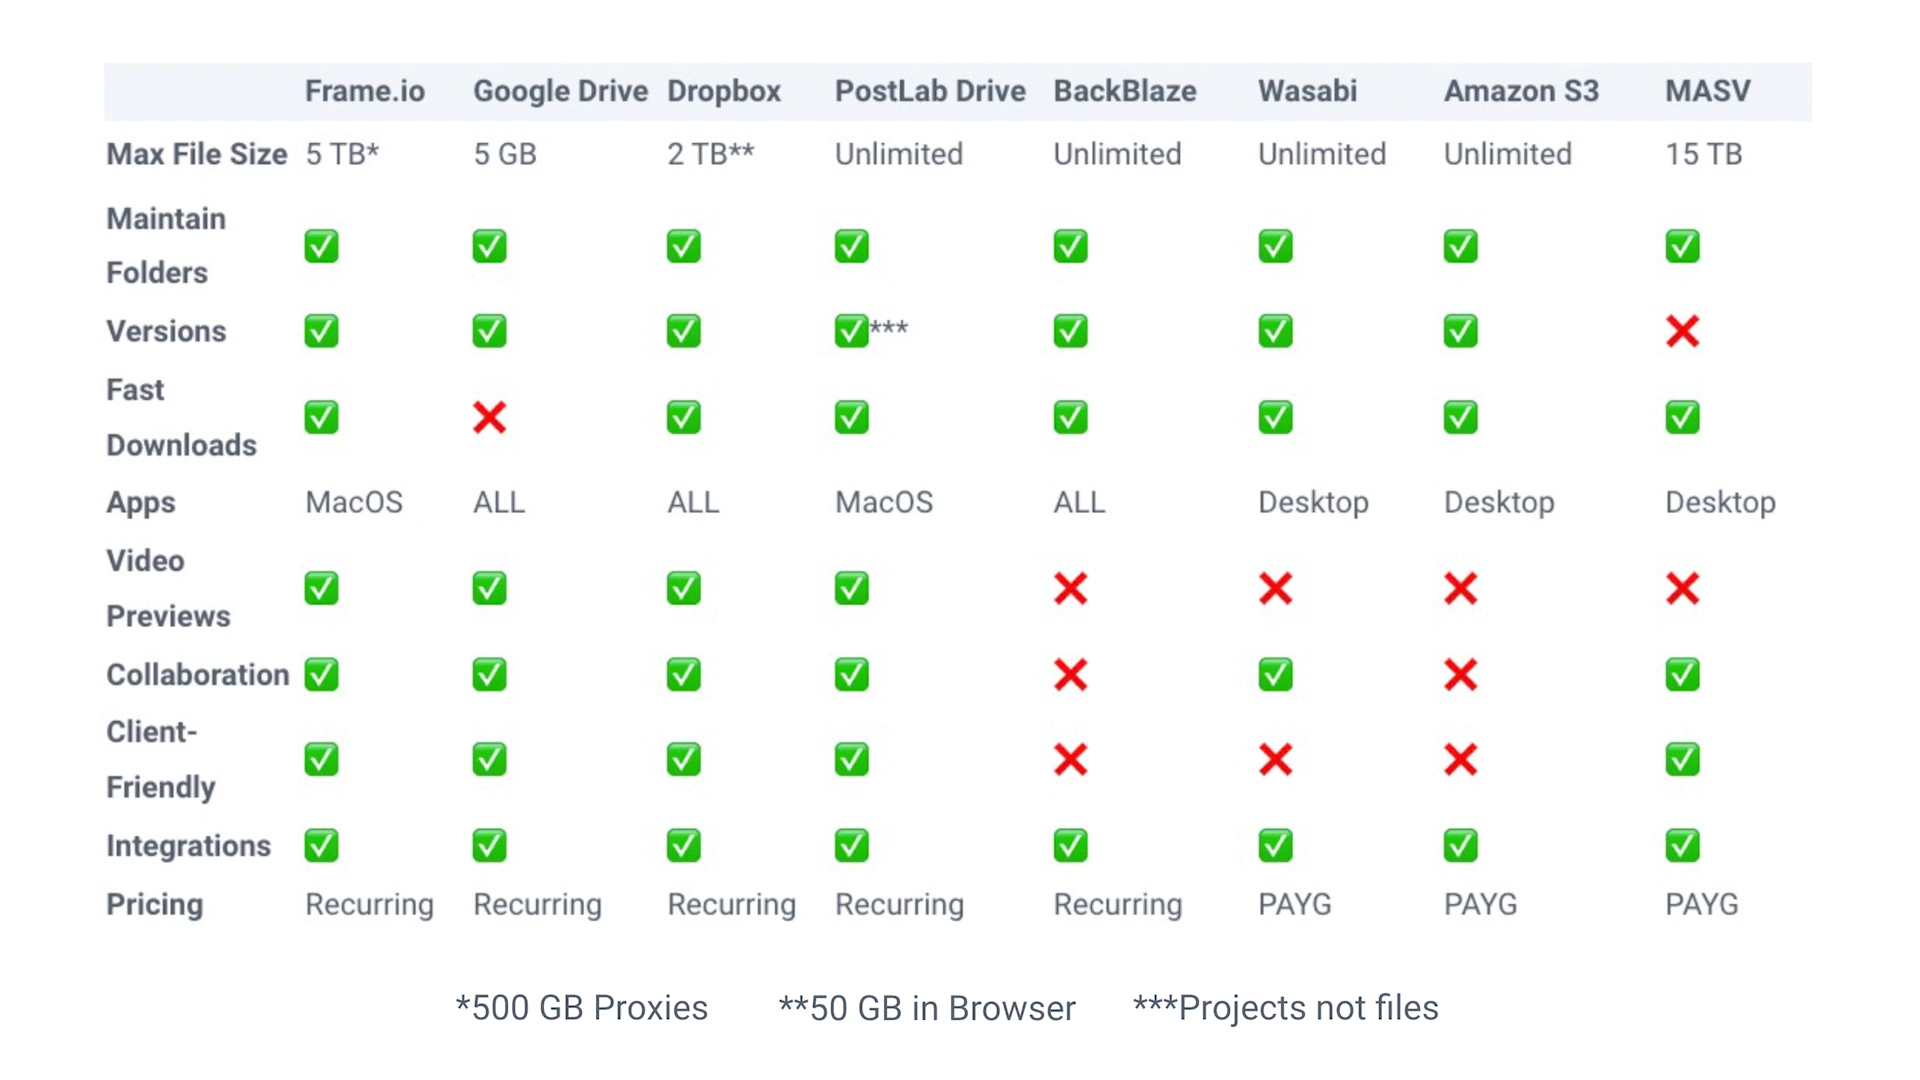 Frame.io Google Drive Dropbox PostLab Drive BackBlaze Wasabi Amazon S3 MASV
Max File Size 5 TB* 5 GB 2 TB** Unlimited Unlimited Unlimited Unlimited 15 TB
Maintain
Folders ✅ ✅ ✅ ✅ ✅ ✅ ✅ ✅
Versions ✅ ✅ ✅ ✅*** ✅ ✅ ✅ ❌
Fast
Downloads ✅ ❌ ✅ ✅ ✅ ✅ ✅ ✅
Apps MacOS ALL ALL MacOS ALL Desktop Desktop Desktop
Video
Previews ✅ ✅ ✅ ✅ ❌ ❌ ❌ ❌
Collaboration ✅ ✅ ✅ ✅ ❌ ✅ ❌ ✅
Client-
Friendly ✅ ✅ ✅ ✅ ❌ ❌ ❌ ✅
Integrations ✅ ✅ ✅ ✅ ✅ ✅ ✅ ✅
Pricing Recurring Recurring Recurring Recurring Recurring PAYG PAYG PAYG
*500 GB Proxies **50 GB in Browser ***Projects not files